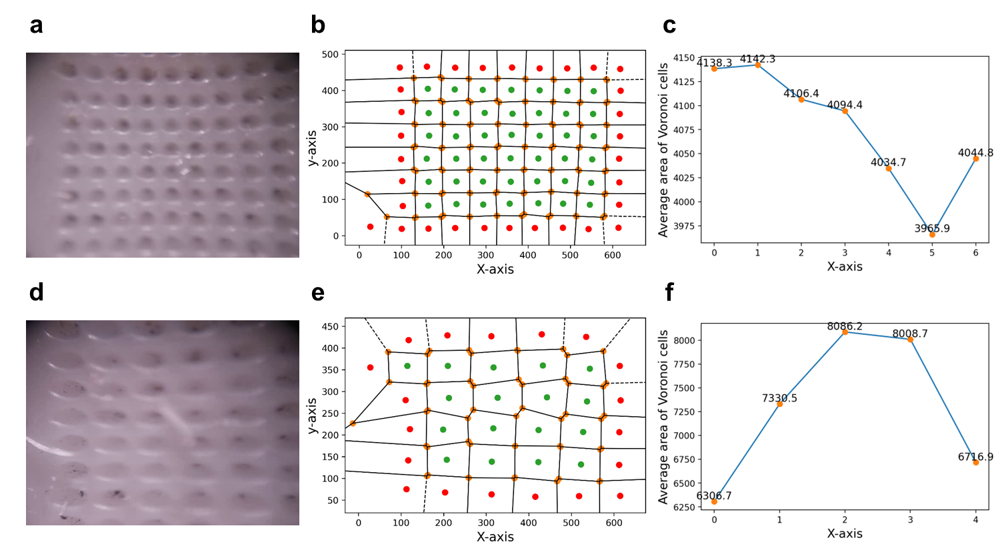 a
b
c
500
400
300
200
100
0
y-axis
0 100 200 300 400 500 600
X-axis
4150
4125
4100
4075
4050
4025
4000
3975
Average area of Voronoi cells
4138.3
4142.3
4106.4
4094.4
4034.7
3965.9
4044.8
0 1 2 3 4 5 6
X-axis
d
e
f
450
400
350
300
250
200
150
100
50
y-axis
0 100 200 300 400 500 600
X-axis
8000
7750
7500
7250
7000
6750
6500
6250
Average area of Voronoi cells
6306.7
7330.5
8086.2
8008.7
6716.9
0 1 2 3 4
X-axis